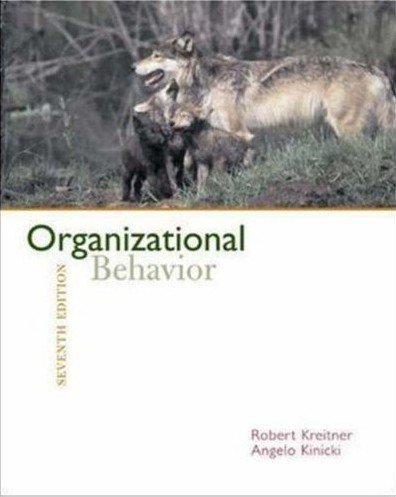 Organizational
Behavior
SEVENTH EDITION
Robert Kreitner
Angelo Kinicki